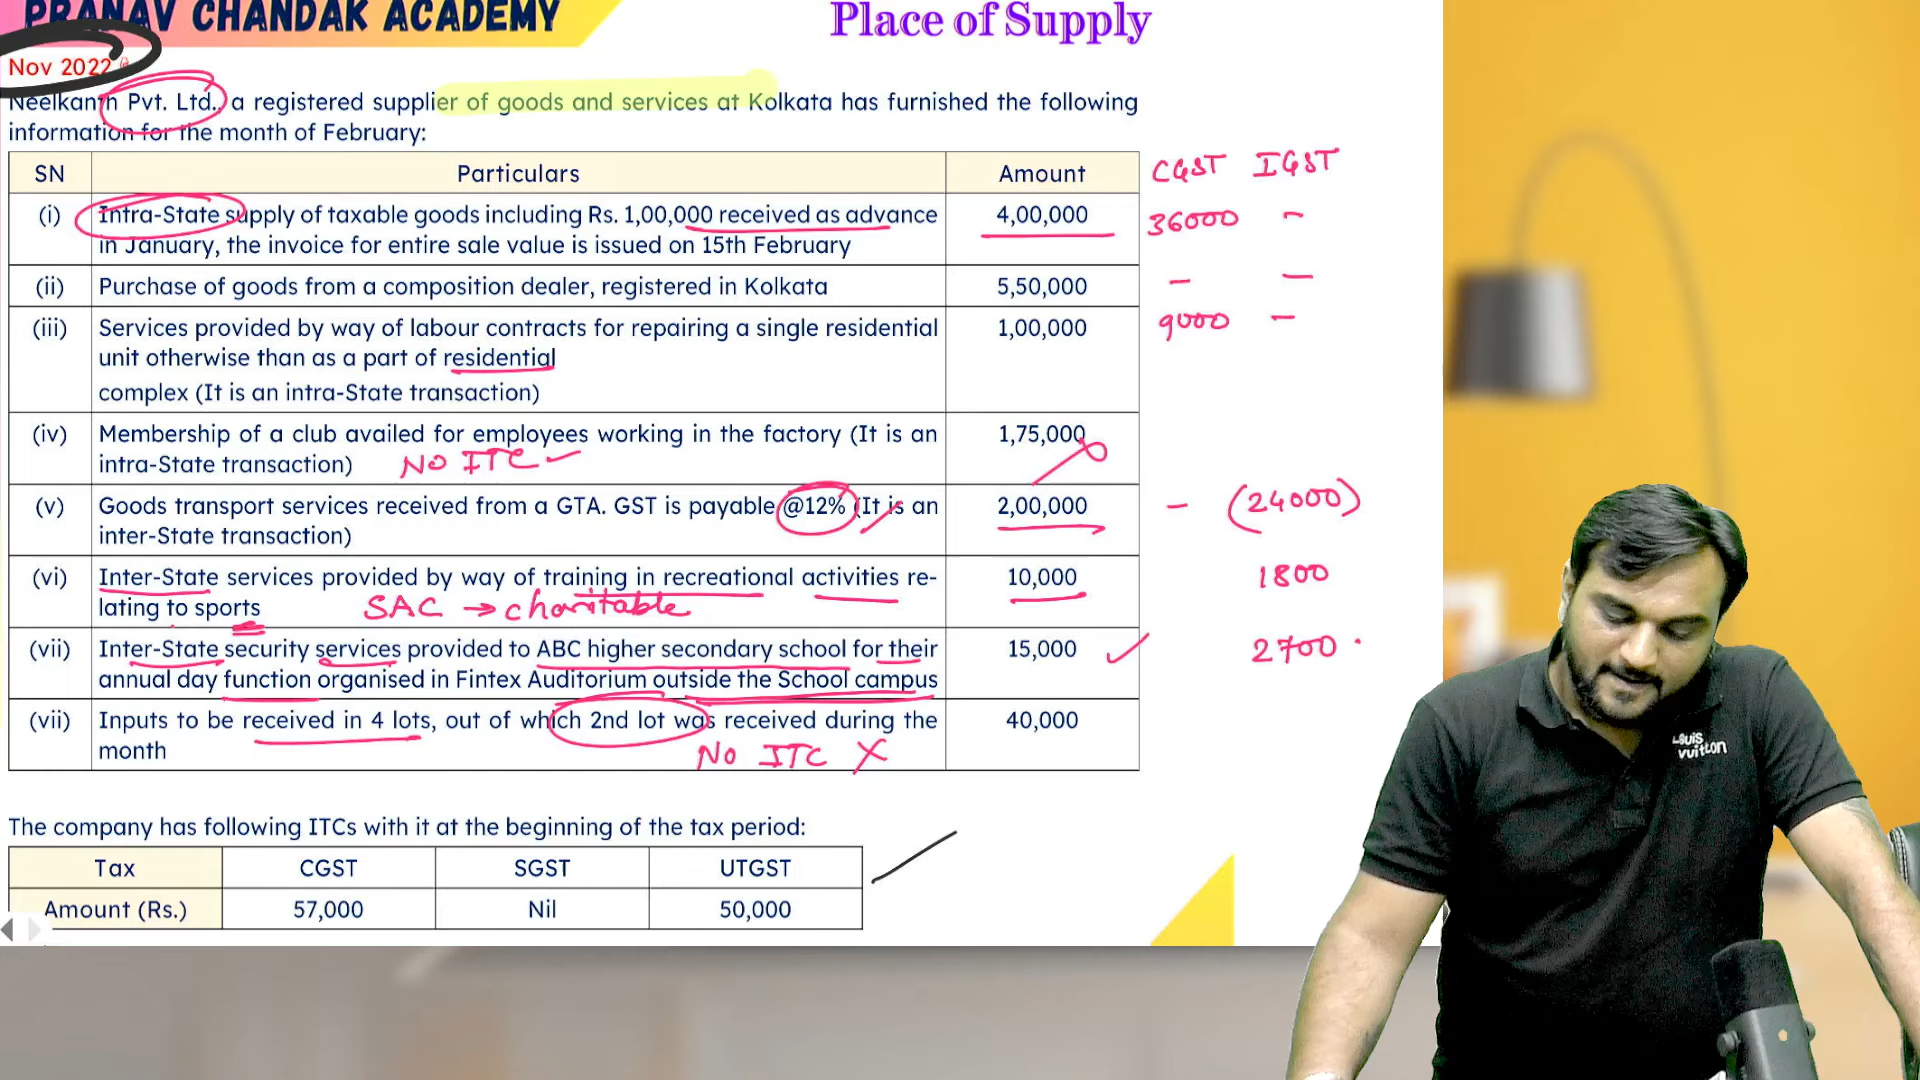 PRANAV CHANDAK ACADEMY
Place of Supply
Nov 2022
Neelkanth Pvt. Ltd., a registered supplier of goods and services at Kolkata has furnished the following
information for the month of February:
SN Particulars Amount CGST IGST
(i) Intra-State supply of taxable goods including Rs. 1,00,000 received as advance 4,00,000 36000 -
in January, the invoice for entire sale value is issued on 15th February
(ii) Purchase of goods from a composition dealer, registered in Kolkata 5,50,000 - -
(iii) Services provided by way of labour contracts for repairing a single residential 1,00,000 9000 -
unit otherwise than as a part of residential
complex (It is an intra-State transaction)
(iv) Membership of a club availed for employees working in the factory (It is an 1,75,000
intra-State transaction) NO ITC
(v) Goods transport services received from a GTA. GST is payable @12% (It is an 2,00,000 - (24000)
inter-State transaction)
(vi) Inter-State services provided by way of training in recreational activities re- 10,000 1800
lating to sports SAC → charitable
(vii) Inter-State security services provided to ABC higher secondary school for their 15,000 2700
annual day function organised in Fintex Auditorium outside the School campus
(vii) Inputs to be received in 4 lots, out of which 2nd lot was received during the 40,000
month No ITC X
The company has following ITCs with it at the beginning of the tax period:
Tax CGST SGST UTGST
Amount (Rs.) 57,000 Nil 50,000
Louis
vuitton